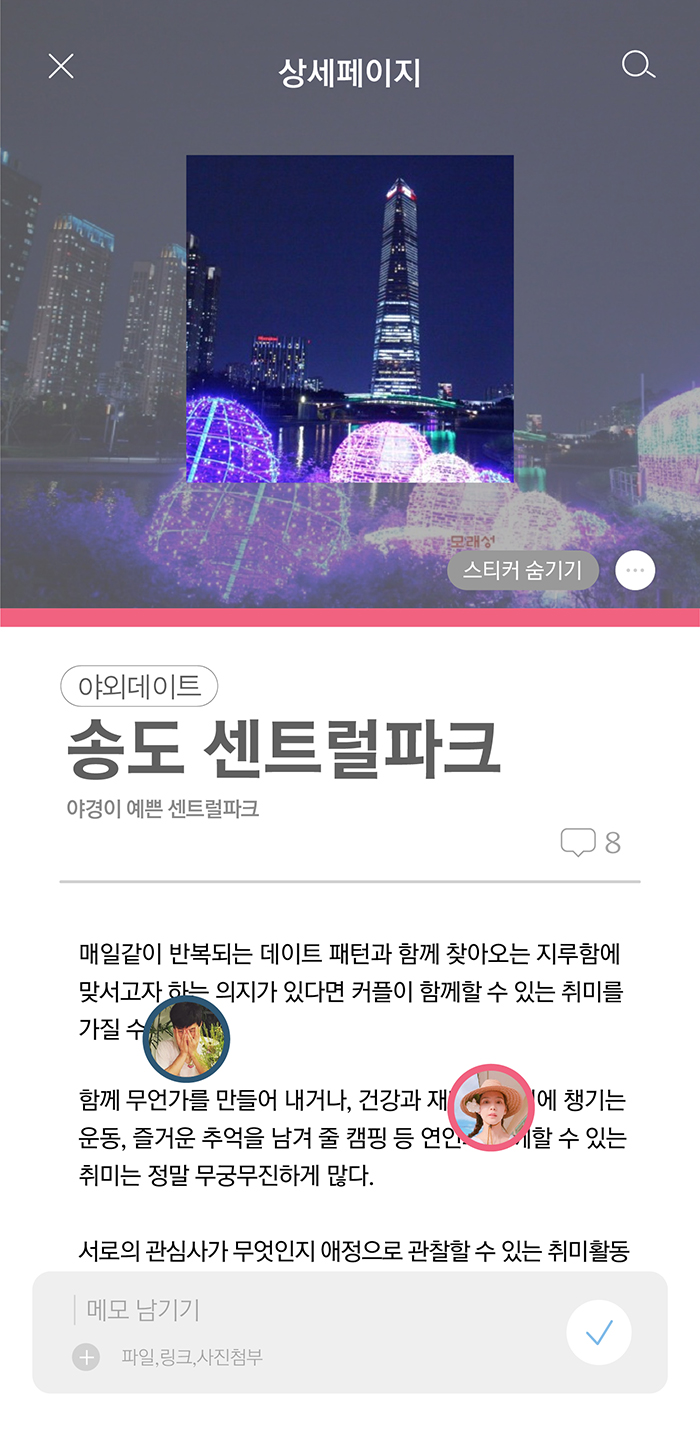 상세페이지
모래성
스티커 숨기기
야외데이트
송도 센트럴파크
야경이 예쁜 센트럴파크
8
매일같이 반복되는 데이트 패턴과 함께 찾아오는 지루함에
맞서고자 하는 의지가 있다면 커플이 함께할 수 있는 취미를
가질 수
함께 무언가를 만들어 내거나, 건강과 에 챙기는
운동, 즐거운 추억을 남겨 줄 캠핑 등 수 있는
취미는 정말 무궁무진하게 많다.
서로의 관심사가 무엇인지 애정으로 관찰할 수 있는 취미활동
메모 남기기
파일,링크,사진첨부